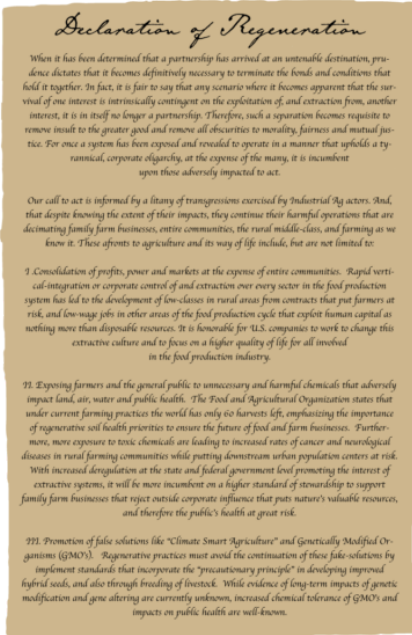 Declaration of Regeneration
When it has been determined that a partnership has arrived at an untenable destination, pru-
dence dictates that it becomes definitively necessary to terminate the bonds and conditions that
hold it together. In fact, it is fair to say that any scenario where it becomes apparent that the sur-
vival of one interest is intrinsically contingent on the exploitation of, and extraction from, another
interest, it is in itself no longer a partnership. Therefore, such a separation becomes requisite to
remove insult to the greater good and remove all obscurities to morality, fairness and mutual jus-
tice. For once a system has been exposed and revealed to operate in a manner that upholds a ty-
rannical, corporate oligarchy, at the expense of the many, it is incumbent
upon those adversely impacted to act.
Our call to act is informed by a litany of transgressions exercised by Industrial Ag actors. And,
that despite knowing the extent of their impacts, they continue their harmful operations that are
decimating family farm businesses, entire communities, the rural middle-class, and farming as we
know it. These afronts to agriculture and its way of life include, but are not limited to:
I .Consolidation of profits, power and markets at the expense of entire communities. Rapid verti-
cal-integration or corporate control of and extraction over every sector in the food production
system has led to the development of low-classes in rural areas from contracts that put farmers at
risk, and low-wage jobs in other areas of the food production cycle that exploit human capital as
nothing more than disposable resources. It is honorable for U.S. companies to work to change this
extractive culture and to focus on a higher quality of life for all involved
in the food production industry.
II. Exposing farmers and the general public to unnecessary and harmful chemicals that adversely
impact land, air, water and public health. The Food and Agricultural Organization states that
under current farming practices the world has only 60 harvests left, emphasizing the importance
of regenerative soil health priorities to ensure the future of food and farm businesses. Further-
more, more exposure to toxic chemicals are leading to increased rates of cancer and neurological
diseases in rural farming communities while putting downstream urban population centers at risk.
With increased deregulation at the state and federal government level promoting the interest of
extractive systems, it will be more incumbent on a higher standard of stewardship to support
family farm businesses that reject outside corporate influence that puts nature's valuable resources,
and therefore the public's health at great risk.
III. Promotion of false solutions like "Climate Smart Agriculture" and Genetically Modified Or-
ganisms (GMO's). Regenerative practices must avoid the continuation of these fake-solutions by
implement standards that incorporate the "precautionary principle" in developing improved
hybrid seeds, and also through breeding of livestock. While evidence of long-term impacts of genetic
modification and gene altering are currently unknown, increased chemical tolerance of GMO's and
impacts on public health are well-known.